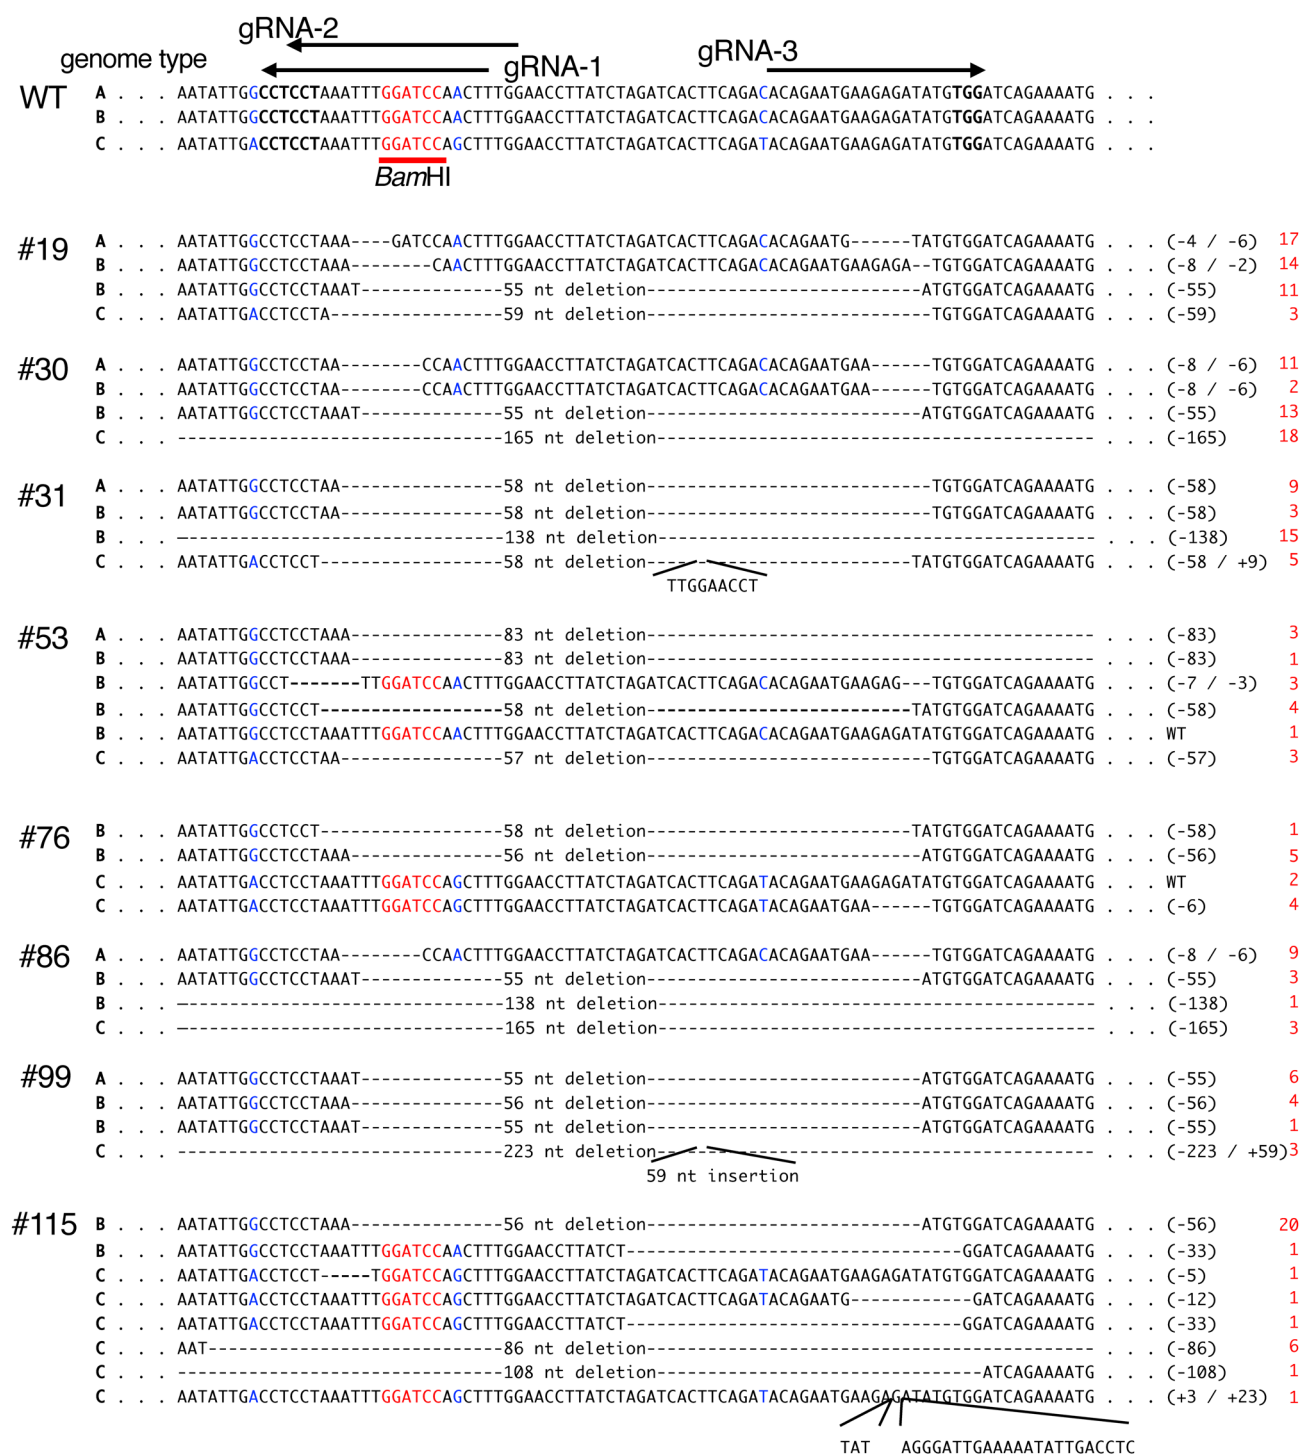 gRNA-2
genome type
gRNA-1
gRNA-3
WT
A . . . AATATTGGCCTCCTAAATTTGGATCCAACTTTGGAACCTTATCTAGATCACTTCAGACACAGAATGAAGAGATATGTGGATCAGAAAATG . . .
B . . . AATATTGGCCTCCTAAATTTGGATCCAACTTTGGAACCTTATCTAGATCACTTCAGACACAGAATGAAGAGATATGTGGATCAGAAAATG . . .
C . . . AATATTGACCTCCTAAATTTGGATCCAGCTTTGGAACCTTATCTAGATCACTTCAGATACAGAATGAAGAGATATGTGGATCAGAAAATG . . .
BamHI
#19
A . . . AATATTGGCCTCCTAAA----GATCCAACTTTGGAACCTTATCTAGATCACTTCAGACACAGAATG------TATGTGGATCAGAAAATG . . . (-4 / -6) 17
B . . . AATATTGGCCTCCTAAA--------CAACTTTGGAACCTTATCTAGATCACTTCAGACACAGAATGAAGAGA--TGTGGATCAGAAAATG . . . (-8 / -2) 14
B . . . AATATTGGCCTCCTAAAT--------------55 nt deletion---------------------------ATGTGGATCAGAAAATG . . . (-55) 11
C . . . AATATTGACCTCCTA-----------------59 nt deletion----------------------------TGTGGATCAGAAAATG . . . (-59) 3
#30
A . . . AATATTGGCCTCCTAA--------CCAACTTTGGAACCTTATCTAGATCACTTCAGACACAGAATGAA------TGTGGATCAGAAAATG . . . (-8 / -6) 11
B . . . AATATTGGCCTCCTAA--------CCAACTTTGGAACCTTATCTAGATCACTTCAGACACAGAATGAA------TGTGGATCAGAAAATG . . . (-8 / -6) 2
B . . . AATATTGGCCTCCTAAAT--------------55 nt deletion---------------------------ATGTGGATCAGAAAATG . . . (-55) 13
C . . . --------------------------------165 nt deletion------------------------------------------- . . . (-165) 18
#31
A . . . AATATTGGCCTCCTAA----------------58 nt deletion----------------------------TGTGGATCAGAAAATG . . . (-58) 9
B . . . AATATTGGCCTCCTAA----------------58 nt deletion----------------------------TGTGGATCAGAAAATG . . . (-58) 3
B . . . --------------------------------138 nt deletion------------------------------------------- . . . (-138) 15
C . . . AATATTGACCTCCT------------------58 nt deletion--------------------------TATGTGGATCAGAAAATG . . . (-58 / +9) 5
TTGGAACCT
#53
A . . . AATATTGGCCTCCTAAA---------------83 nt deletion-------------------------------------------- . . . (-83) 3
B . . . AATATTGGCCTCCTAAA---------------83 nt deletion-------------------------------------------- . . . (-83) 1
B . . . AATATTGGCCT-------TTGGATCCAACTTTGGAACCTTATCTAGATCACTTCAGACACAGAATGAAGAG---TGTGGATCAGAAAATG . . . (-7 / -3) 3
B . . . AATATTGGCCTCCT------------------58 nt deletion--------------------------TATGTGGATCAGAAAATG . . . (-58) 4
B . . . AATATTGGCCTCCTAAATTTGGATCCAACTTTGGAACCTTATCTAGATCACTTCAGACACAGAATGAAGAGATATGTGGATCAGAAAATG . . . WT 1
C . . . AATATTGACCTCCTAA----------------57 nt deletion----------------------------TGTGGATCAGAAAATG . . . (-57) 3
#76
B . . . AATATTGGCCTCCT------------------58 nt deletion--------------------------TATGTGGATCAGAAAATG . . . (-58) 1
B . . . AATATTGGCCTCCTAAA---------------56 nt deletion---------------------------ATGTGGATCAGAAAATG . . . (-56) 5
C . . . AATATTGACCTCCTAAATTTGGATCCAGCTTTGGAACCTTATCTAGATCACTTCAGATACAGAATGAAGAGATATGTGGATCAGAAAATG . . . WT 2
C . . . AATATTGACCTCCTAAATTTGGATCCAGCTTTGGAACCTTATCTAGATCACTTCAGATACAGAATGAA------TGTGGATCAGAAAATG . . . (-6) 4
#86
A . . . AATATTGGCCTCCTAA--------CCAACTTTGGAACCTTATCTAGATCACTTCAGACACAGAATGAA------TGTGGATCAGAAAATG . . . (-8 / -6) 9
B . . . AATATTGGCCTCCTAAAT--------------55 nt deletion---------------------------ATGTGGATCAGAAAATG . . . (-55) 3
B . . . --------------------------------138 nt deletion------------------------------------------- . . . (-138) 1
C . . . --------------------------------165 nt deletion------------------------------------------- . . . (-165) 3
#99
A . . . AATATTGGCCTCCTAAAT--------------55 nt deletion---------------------------ATGTGGATCAGAAAATG . . . (-55) 6
B . . . AATATTGGCCTCCTAAA---------------56 nt deletion---------------------------ATGTGGATCAGAAAATG . . . (-56) 4
B . . . AATATTGGCCTCCTAAAT--------------55 nt deletion---------------------------ATGTGGATCAGAAAATG . . . (-55) 1
C . . . --------------------------------223 nt deletion------------------------------------------- . . . (-223 / +59) 3
59 nt insertion
#115
B . . . AATATTGGCCTCCTAAA---------------56 nt deletion---------------------------ATGTGGATCAGAAAATG . . . (-56) 20
B . . . AATATTGGCCTCCTAAATTTGGATCCAACTTTGGAACCTTATCT---------------------------------GGATCAGAAAATG . . . (-33) 1
C . . . AATATTGACCTCCT-----TGGATCCAGCTTTGGAACCTTATCTAGATCACTTCAGATACAGAATGAAGAGATATGTGGATCAGAAAATG . . . (-5) 1
C . . . AATATTGACCTCCTAAATTTGGATCCAGCTTTGGAACCTTATCTAGATCACTTCAGATACAGAATG------------GATCAGAAAATG . . . (-12) 1
C . . . AATATTGACCTCCTAAATTTGGATCCAGCTTTGGAACCTTATCT---------------------------------GGATCAGAAAATG . . . (-33) 1
C . . . AAT-----------------------------86 nt deletion-------------------------------------------- . . . (-86) 6
C . . . --------------------------------108 nt deletion--------------------------------ATCAGAAAATG . . . (-108) 1
C . . . AATATTGACCTCCTAAATTTGGATCCAGCTTTGGAACCTTATCTAGATCACTTCAGATACAGAATGAAGAGATATGTGGATCAGAAAATG . . . (+3 / +23) 1
TAT AGGGATTGAAAAATATTGACCTC